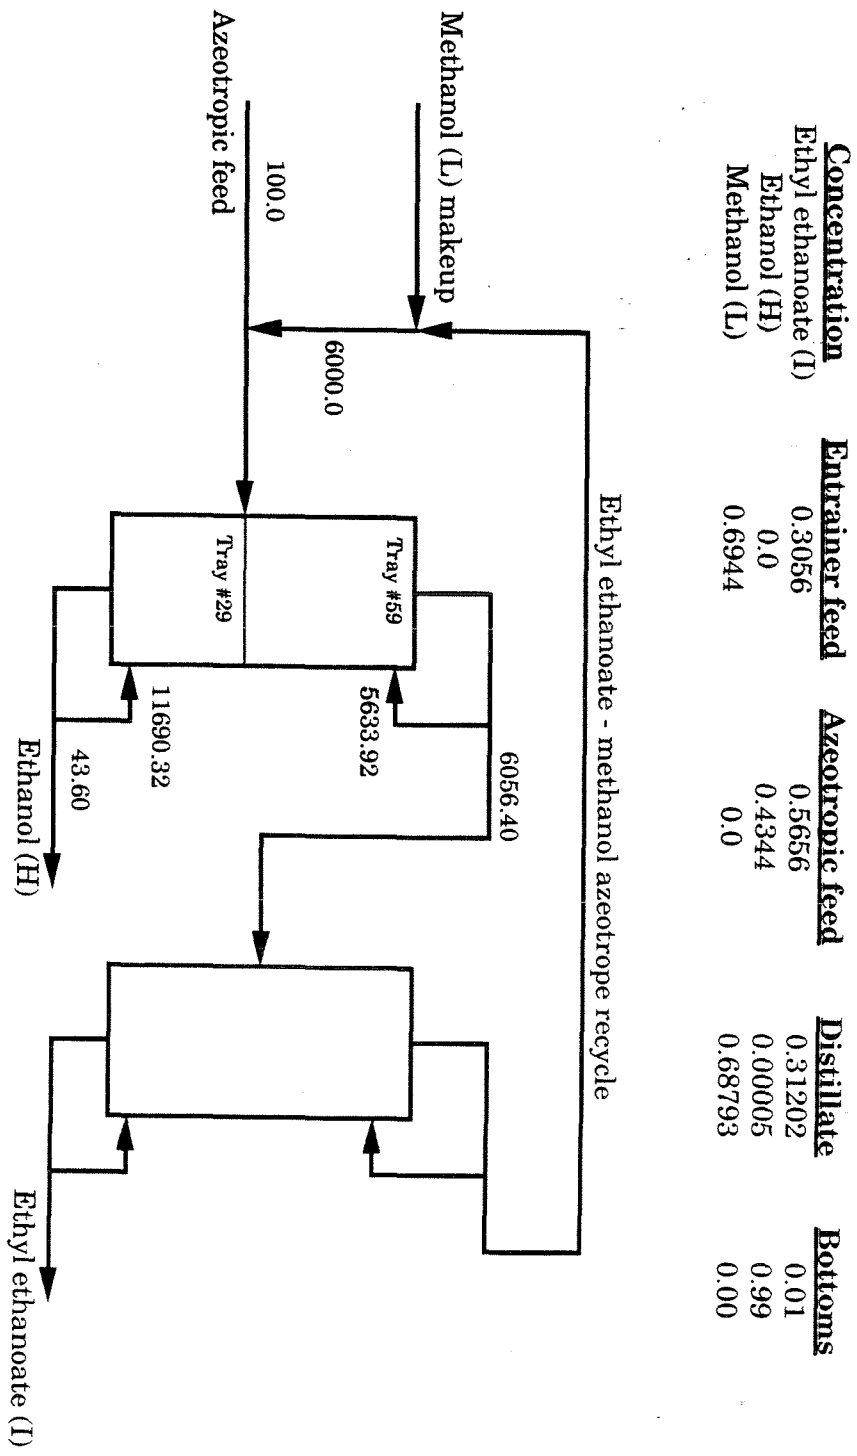 Concentration Entrainer feed Azeotropic feed Distillate Bottoms
Ethyl ethanoate (I) 0.3056 0.5656 0.31202 0.01
Ethanol (H) 0.0 0.4344 0.00005 0.99
Methanol (L) 0.6944 0.0 0.68793 0.00
Ethyl ethanoate - methanol azeotrope recycle
Methanol (L) makeup
6056.40
Tray #59
5633.92
6000.0
100.0
Azeotropic feed
Tray #29
11690.32
43.60
Ethanol (H)
Ethyl ethanoate (I)